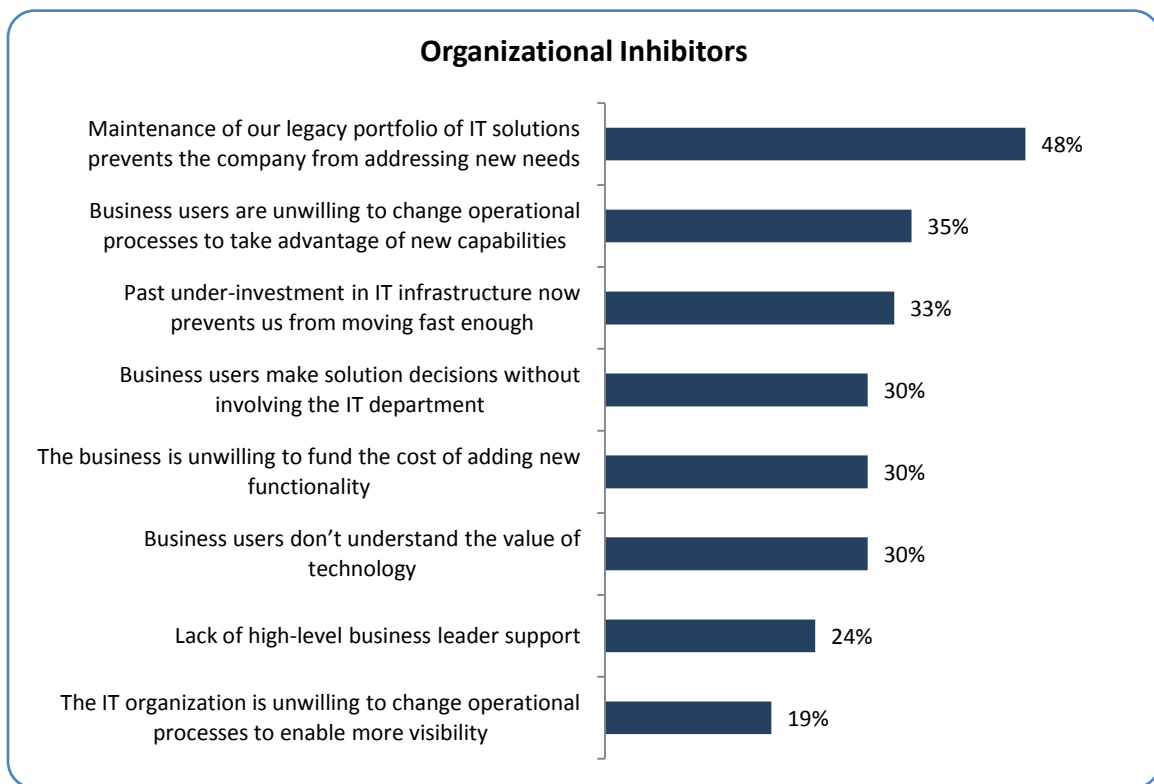 Organizational Inhibitors
Maintenance of our legacy portfolio of IT solutions
prevents the company from addressing new needs
48%
Business users are unwilling to change operational
processes to take advantage of new capabilities
35%
Past under-investment in IT infrastructure now
prevents us from moving fast enough
33%
Business users make solution decisions without
involving the IT department
30%
The business is unwilling to fund the cost of adding new
functionality
30%
Business users don’t understand the value of
technology
30%
Lack of high-level business leader support
24%
The IT organization is unwilling to change operational
processes to enable more visibility
19%